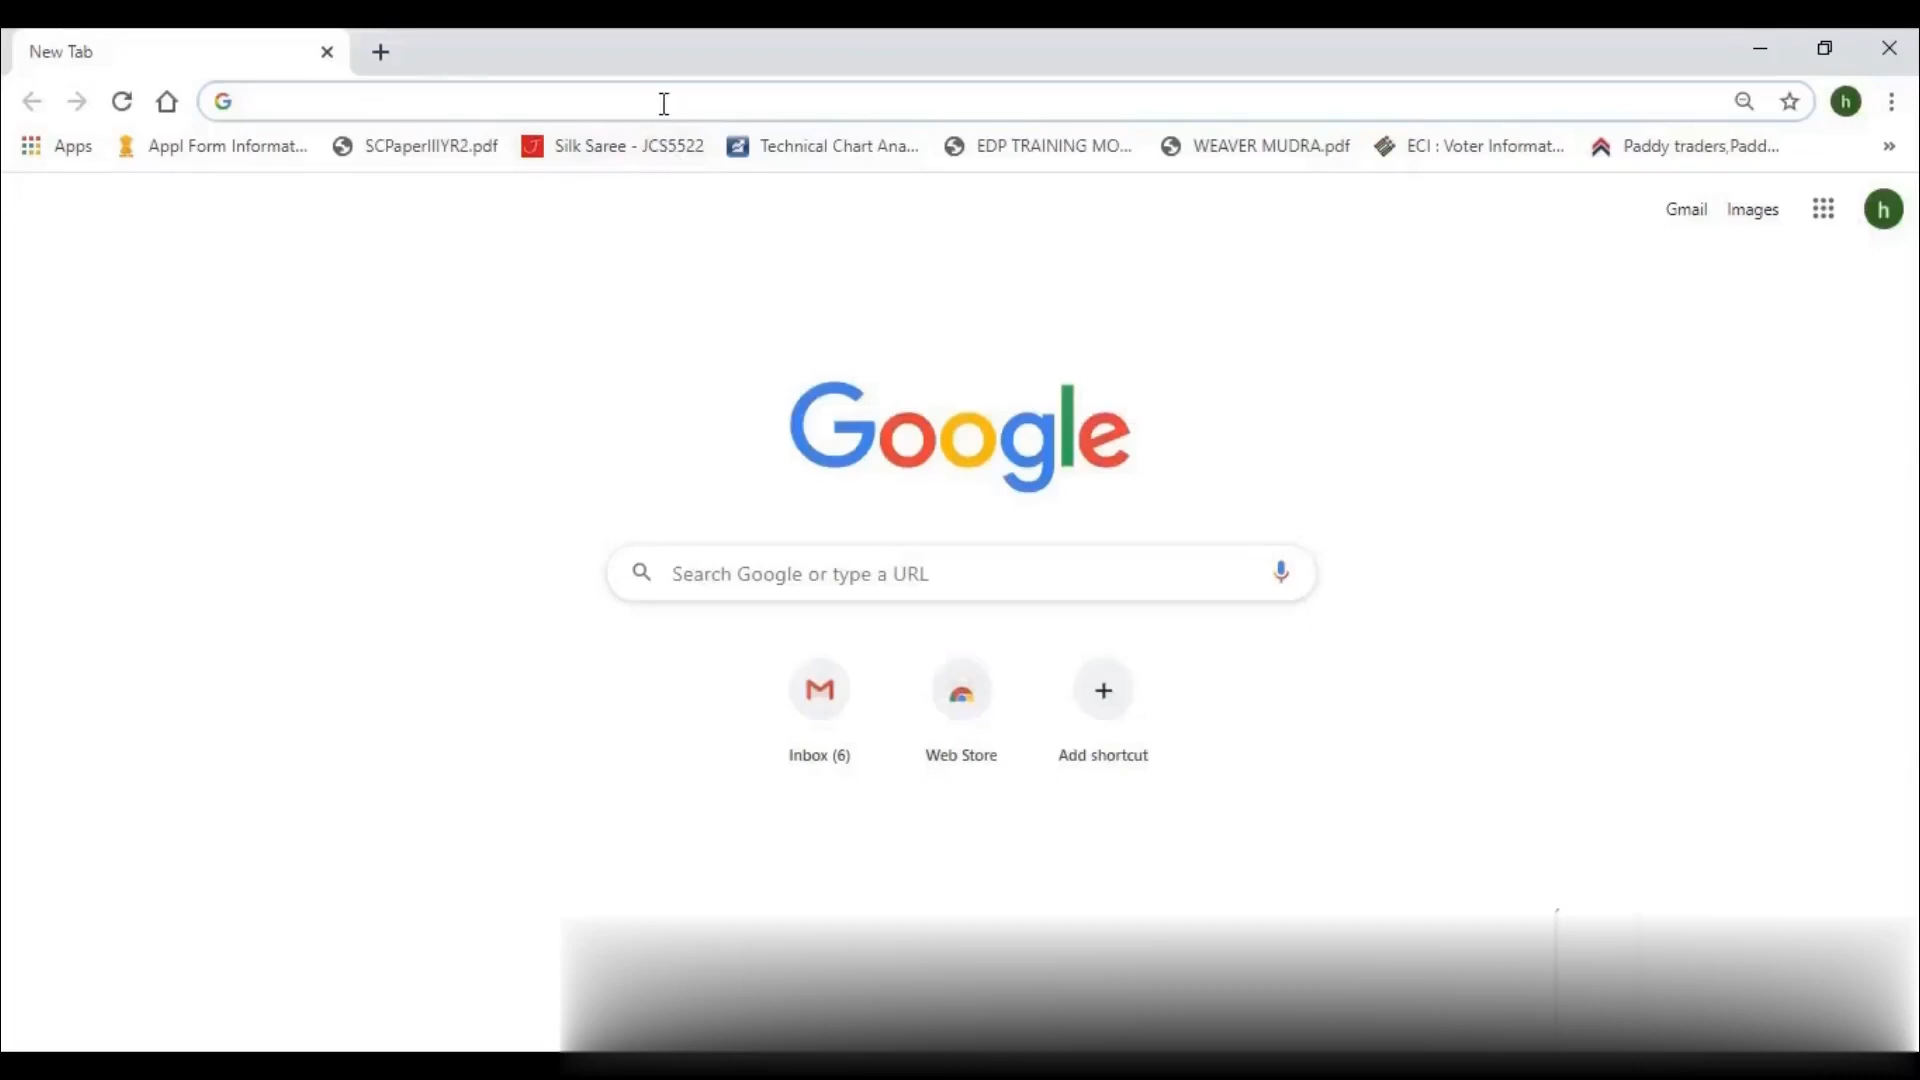 New Tab
Apps Appl Form Informat... SCPaperIIIYR2.pdf Silk Saree - JCS5522 Technical Chart Ana... EDP TRAINING MO... WEAVER MUDRA.pdf ECI : Voter Informat... Paddy traders,Padd...
Gmail Images h
Google
Search Google or type a URL
Inbox (6) Web Store Add shortcut